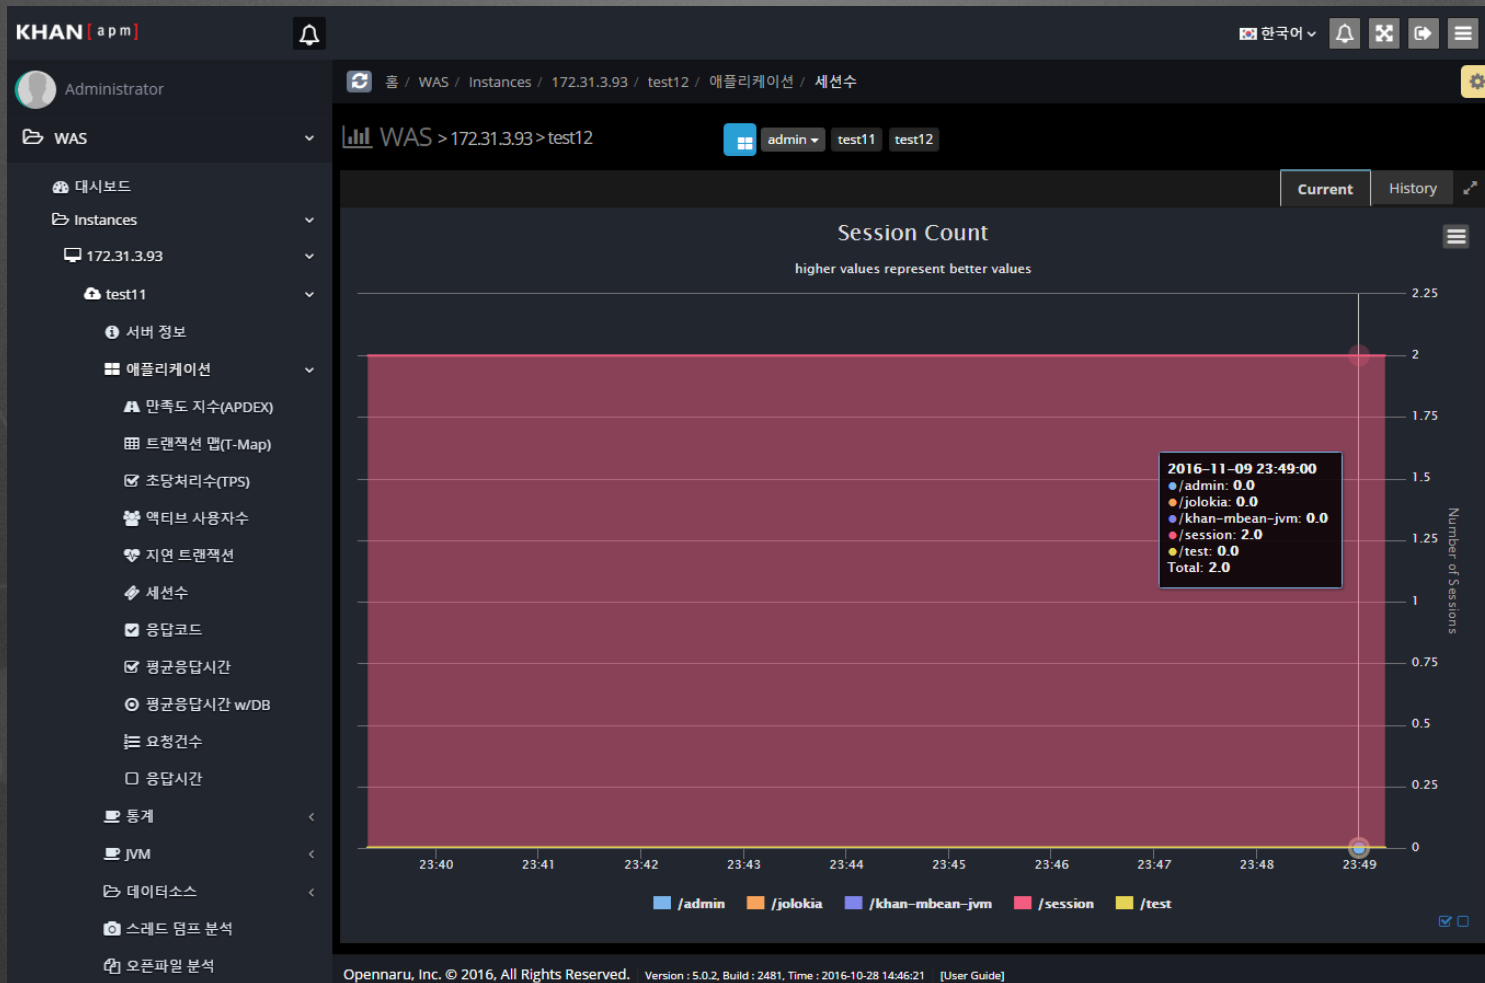 KHAN [apm]
한국어
Administrator
홈 / WAS / Instances / 172.31.3.93 / test12 / 애플리케이션 / 세션수
WAS
WAS > 172.31.3.93 > test12
admin test11 test12
대시보드
Instances
172.31.3.93
test11
서버 정보
애플리케이션
만족도 지수(APDEX)
트랜잭션 맵(T-Map)
초당처리수(TPS)
액티브 사용자수
지연 트랜잭션
세션수
응답코드
평균응답시간
평균응답시간 w/DB
요청건수
응답시간
통계
JVM
데이터소스
스레드 덤프 분석
오픈파일 분석
Current History
Session Count
higher values represent better values
2.25
2
1.75
1.5
1.25
1
0.75
0.5
0.25
0
Number of Sessions
2016-11-09 23:49:00
/admin: 0.0
/jolokia: 0.0
/khan-mbean-jvm: 0.0
/session: 2.0
/test: 0.0
Total: 2.0
23:40 23:41 23:42 23:43 23:44 23:45 23:46 23:47 23:48 23:49
/admin /jolokia /khan-mbean-jvm /session /test
Opennaru, Inc. © 2016, All Rights Reserved. Version : 5.0.2, Build : 2481, Time : 2016-10-28 14:46:21 [User Guide]